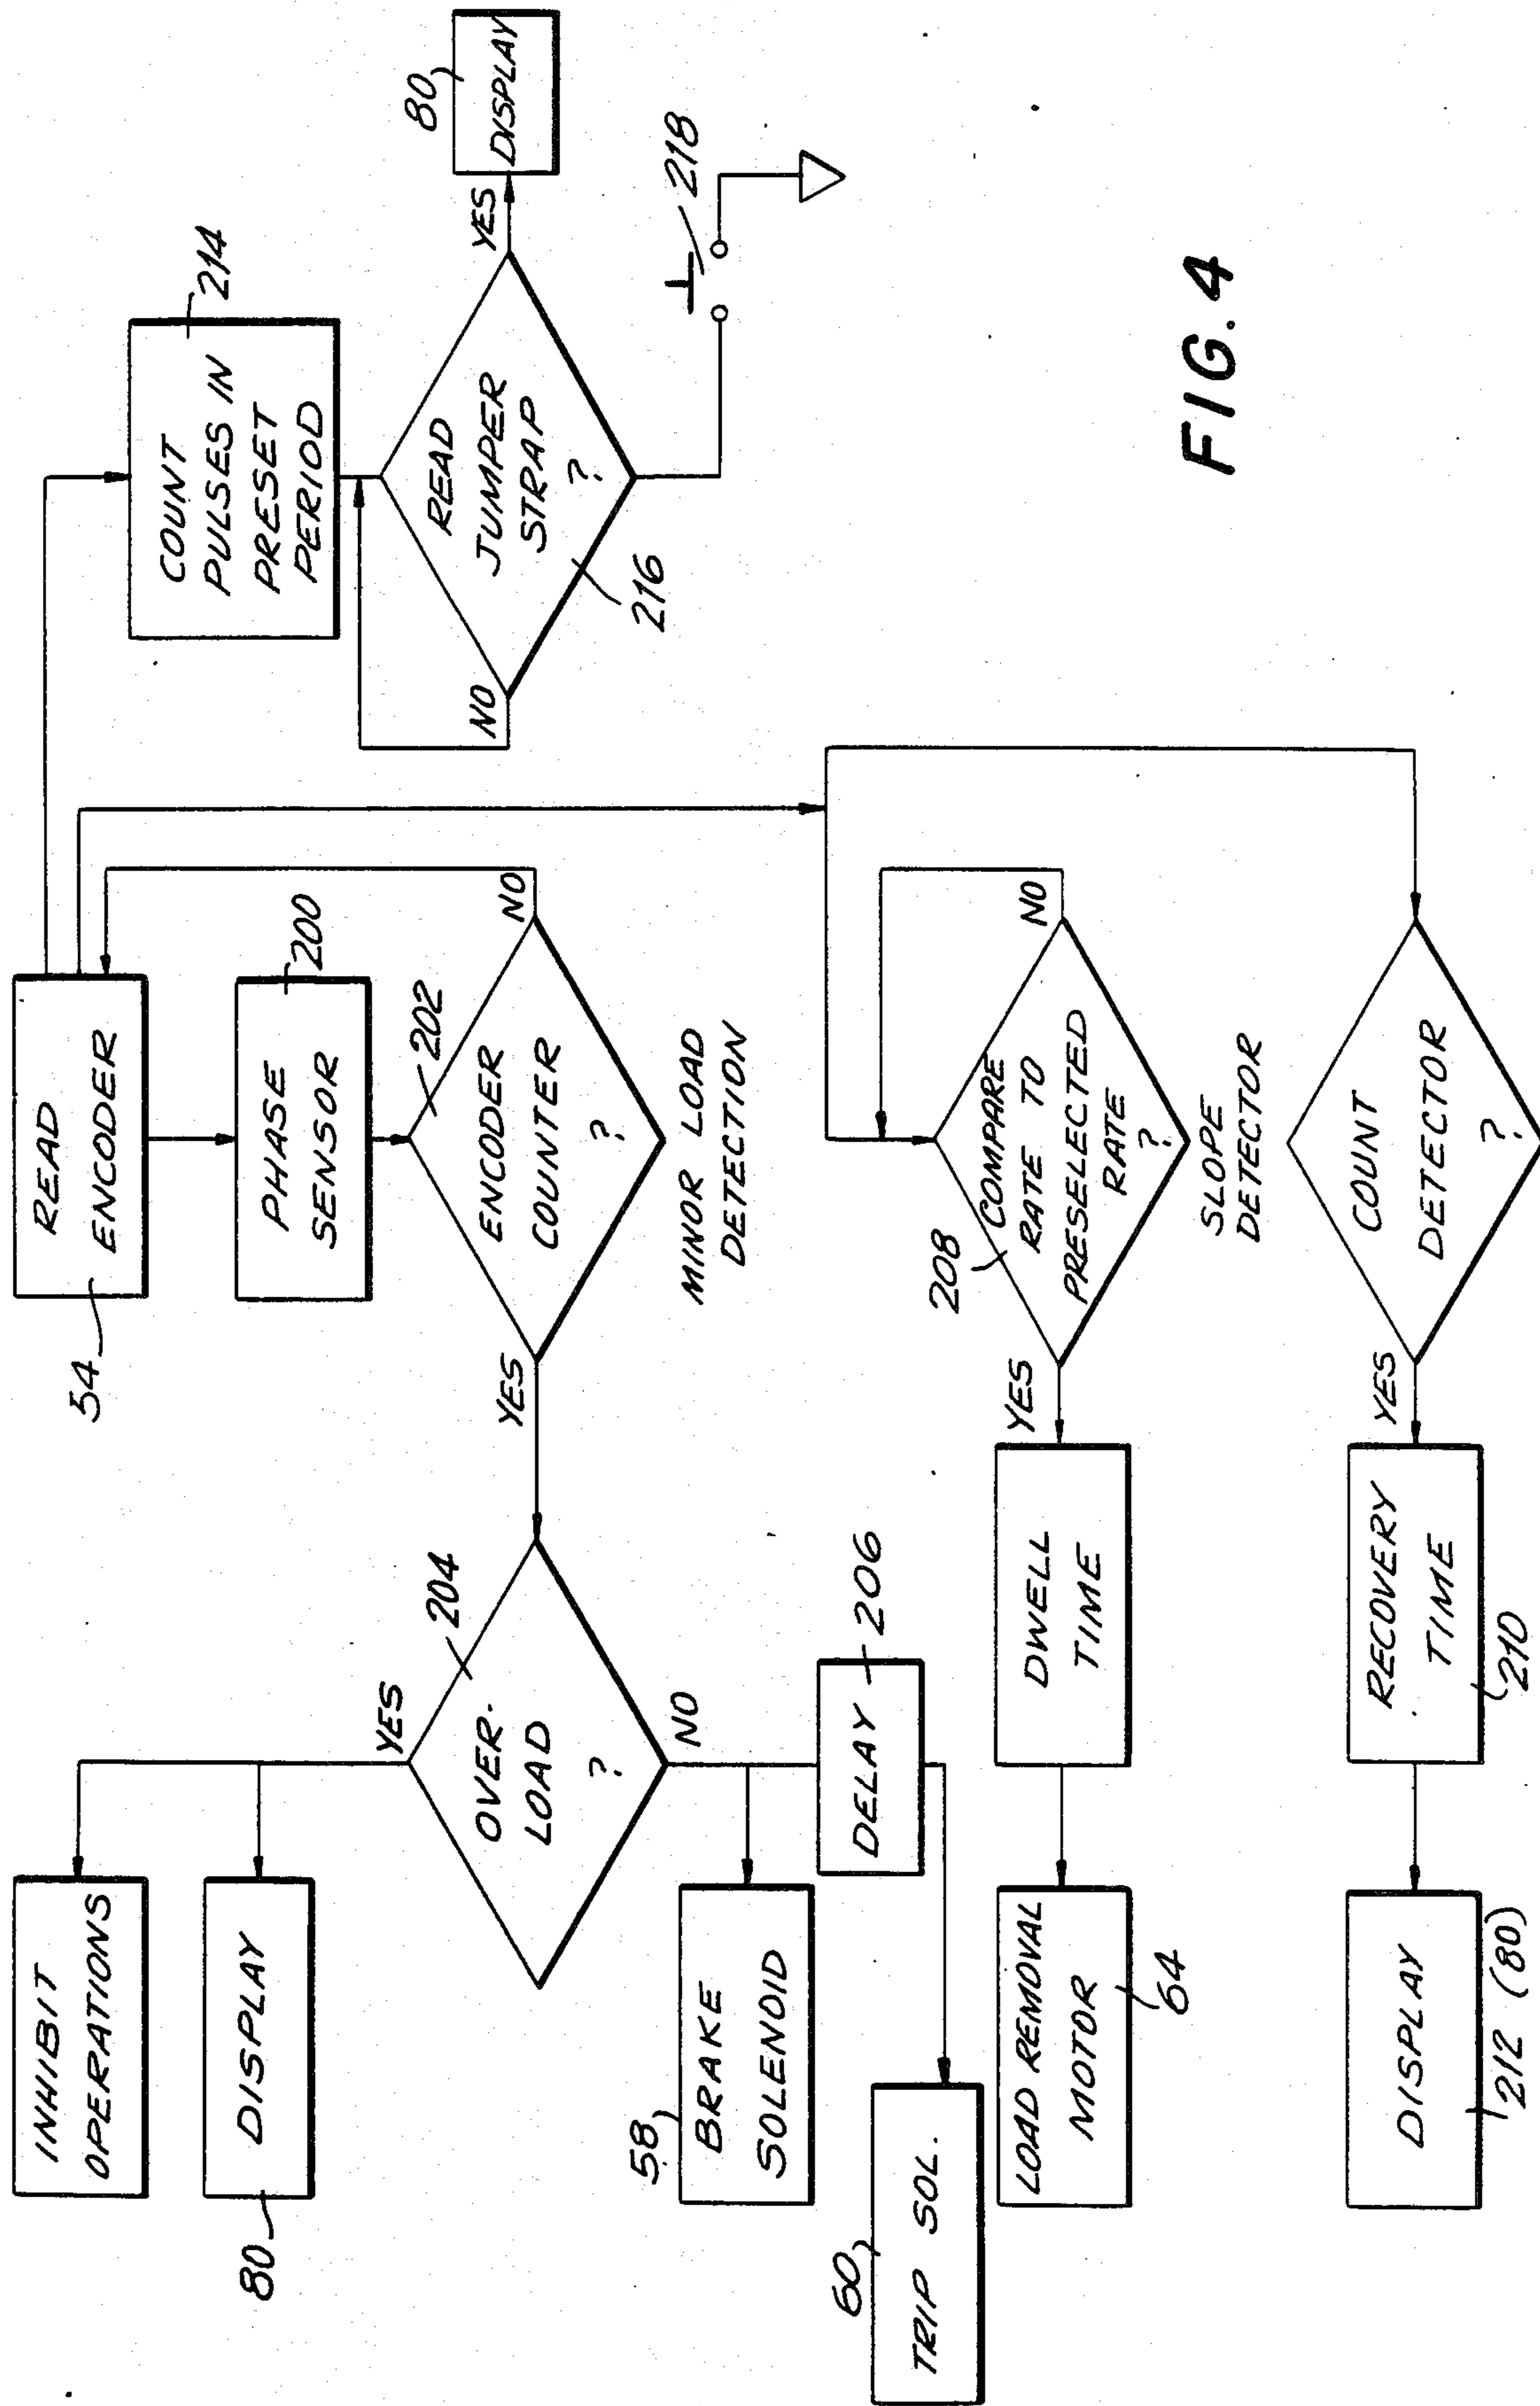 INHIBIT
OPERATIONS
80
DISPLAY
YES
204
OVER-
LOAD
?
NO
58
BRAKE
SOLENOID
DELAY
206
60
TRIP SOL.
54
READ
ENCODER
PHASE
SENSOR
200
202
ENCODER
COUNTER
?
YES
NO
MINOR LOAD
DETECTION
COUNT
PULSES IN
PRESET
PERIOD
214
READ
JUMPER
STRAP
?
NO
YES
216
80
DISPLAY
218
LOAD REMOVAL
MOTOR
64
DWELL
TIME
YES
208
COMPARE
RATE TO
PRESELECTED
RATE
?
NO
SLOPE
DETECTOR
DISPLAY
212 (80)
RECOVERY
TIME
210
YES
COUNT
DETECTOR
?
FIG. 4